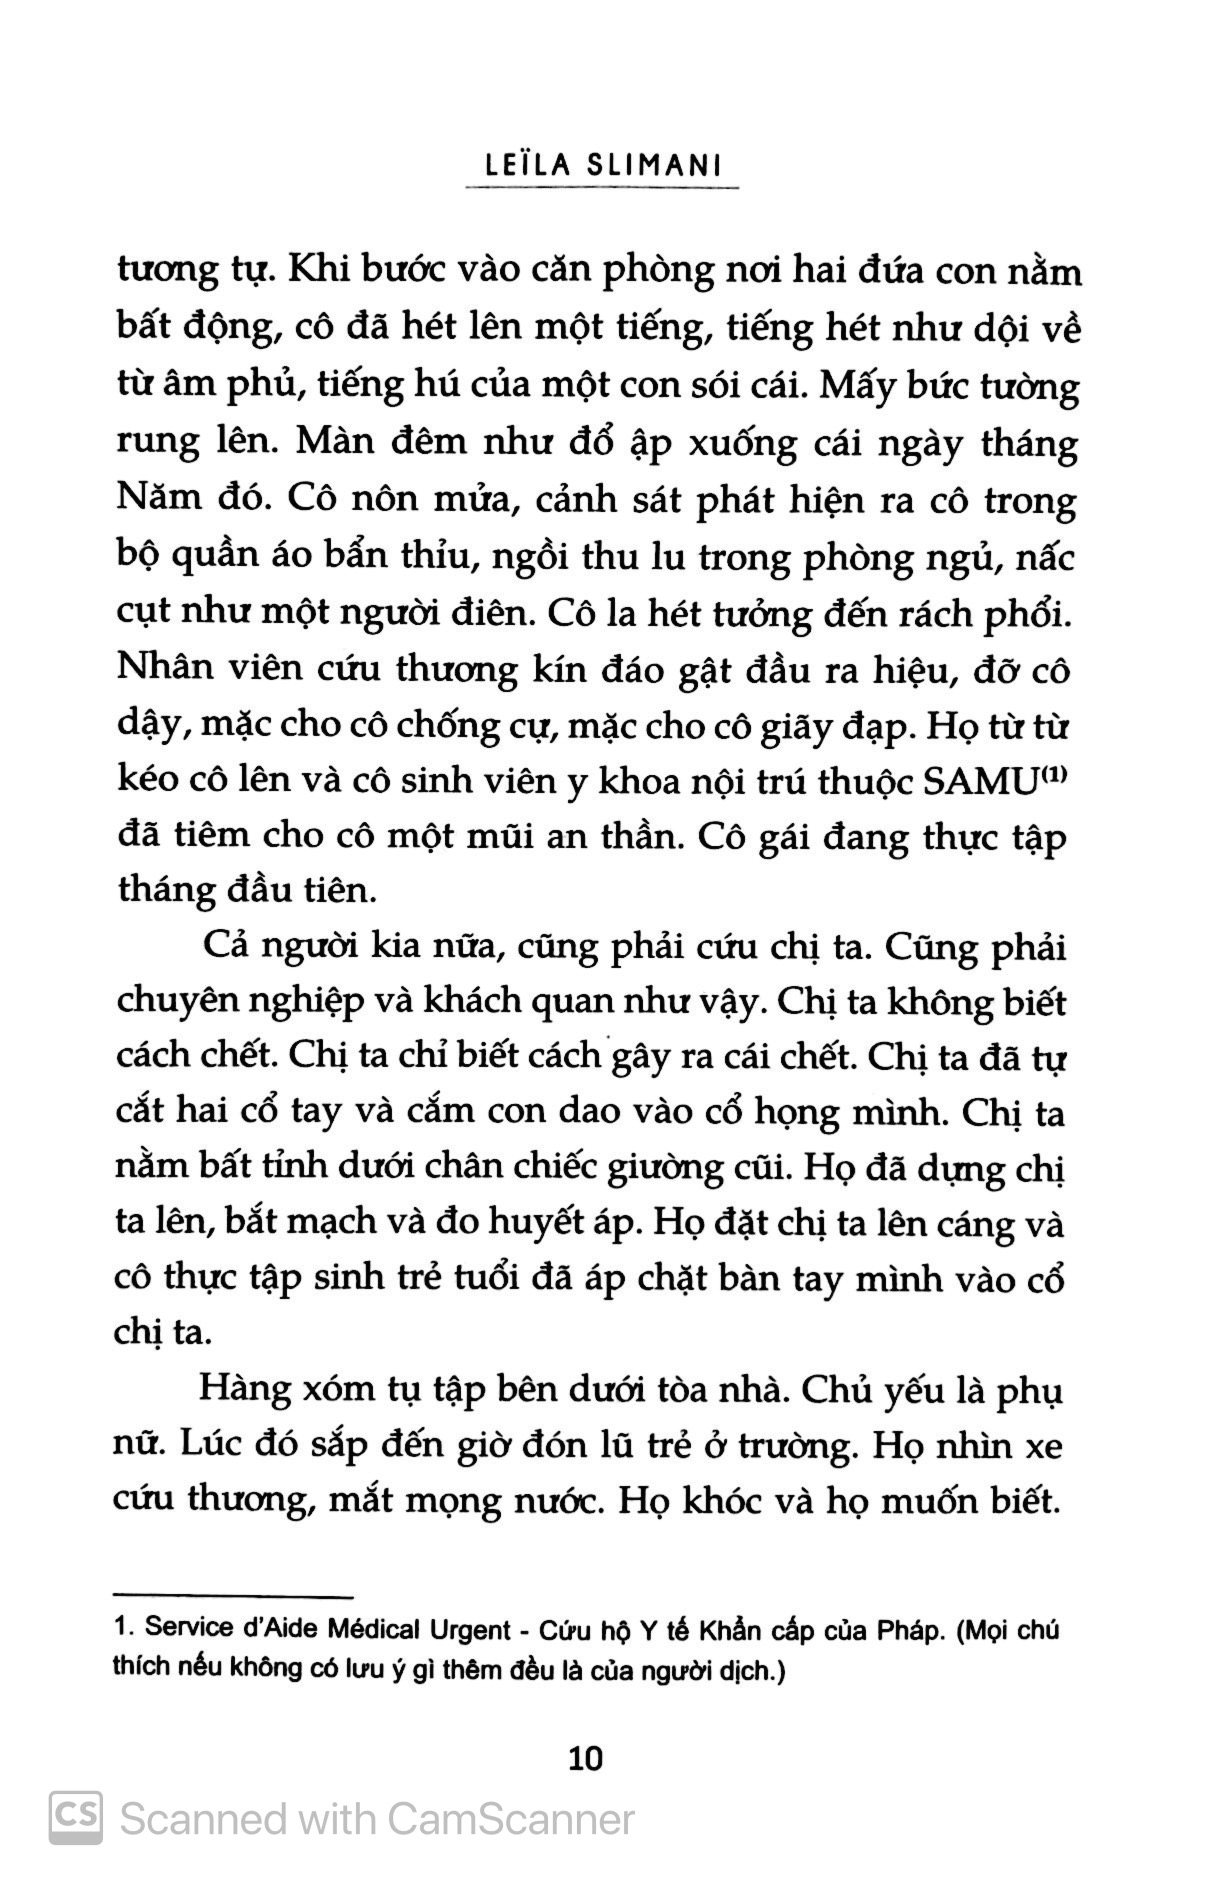 LEÏLA SLIMANI
tương tự. Khi bước vào căn phòng nơi hai đứa con nằm
bất động, cô đã hét lên một tiếng, tiếng hét như dội về
từ âm phủ, tiếng hú của một con sói cái. Mấy bức tường
rung lên. Màn đêm như đổ ập xuống cái ngày tháng
Năm đó. Cô nôn mửa, cảnh sát phát hiện ra cô trong
bộ quần áo bẩn thỉu, ngồi thu lu trong phòng ngủ, nấc
cụt như một người điên. Cô la hét tưởng đến rách phổi.
Nhân viên cứu thương kín đáo gật đầu ra hiệu, đỡ cô
dậy, mặc cho cô chống cự, mặc cho cô giãy đạp. Họ từ từ
kéo cô lên và cô sinh viên y khoa nội trú thuộc SAMU⁽¹⁾
đã tiêm cho cô một mũi an thần. Cô gái đang thực tập
tháng đầu tiên.
Cả người kia nữa, cũng phải cứu chị ta. Cũng phải
chuyên nghiệp và khách quan như vậy. Chị ta không biết
cách chết. Chị ta chỉ biết cách gây ra cái chết. Chị ta đã tự
cắt hai cổ tay và cắm con dao vào cổ họng mình. Chị ta
nằm bất tỉnh dưới chân chiếc giường cũi. Họ đã dựng chị
ta lên, bắt mạch và đo huyết áp. Họ đặt chị ta lên cáng và
cô thực tập sinh trẻ tuổi đã áp chặt bàn tay mình vào cổ
chị ta.
Hàng xóm tụ tập bên dưới tòa nhà. Chủ yếu là phụ
nữ. Lúc đó sắp đến giờ đón lũ trẻ ở trường. Họ nhìn xe
cứu thương, mắt mọng nước. Họ khóc và họ muốn biết.
1. Service d'Aide Médical Urgent - Cứu hộ Y tế Khẩn cấp của Pháp. (Mọi chú
thích nếu không có lưu ý gì thêm đều là của người dịch.)
10
CS Scanned with CamScanner